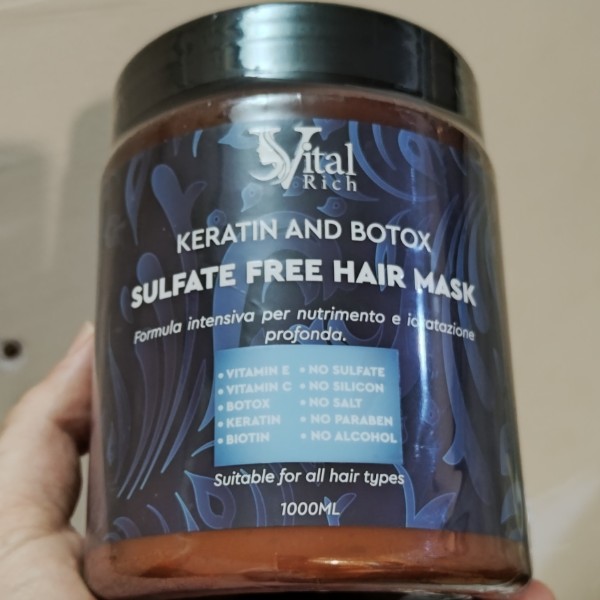 Vital
Rich
KERATIN AND BOTOX
SULFATE FREE HAIR MASK
Formula intensiva per nutrimento e idratazione
profonda.
• VITAMIN E • NO SULFATE
• VITAMIN C • NO SILICON
• BOTOX • NO SALT
• KERATIN • NO PARABEN
• BIOTIN • NO ALCOHOL
Suitable for all hair types
1000ML